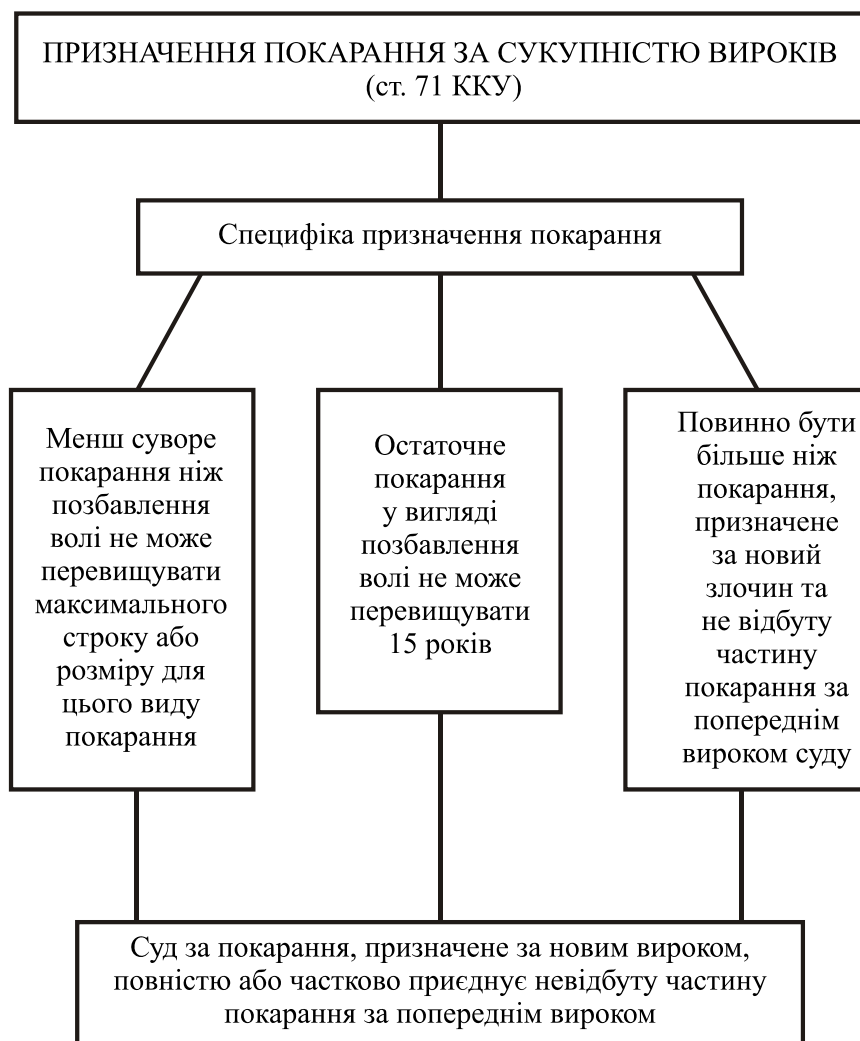 ПРИЗНАЧЕННЯ ПОКАРАННЯ ЗА СУКУПНІСТЮ ВИРОКІВ
(ст. 71 ККУ)
Специфіка призначення покарання
Менш суворе
покарання ніж
позбавлення
волі не може
перевищувати
максимального
строку або
розміру для
цього виду
покарання
Остаточне
покарання
у вигляді
позбавлення
волі не може
перевищувати
15 років
Повинно бути
більше ніж
покарання,
призначене
за новий
злочин та
не відбуту
частину
покарання за
попереднім
вироком суду
Суд за покарання, призначене за новим вироком,
повністю або частково приєднує невідбуту частину
покарання за попереднім вироком